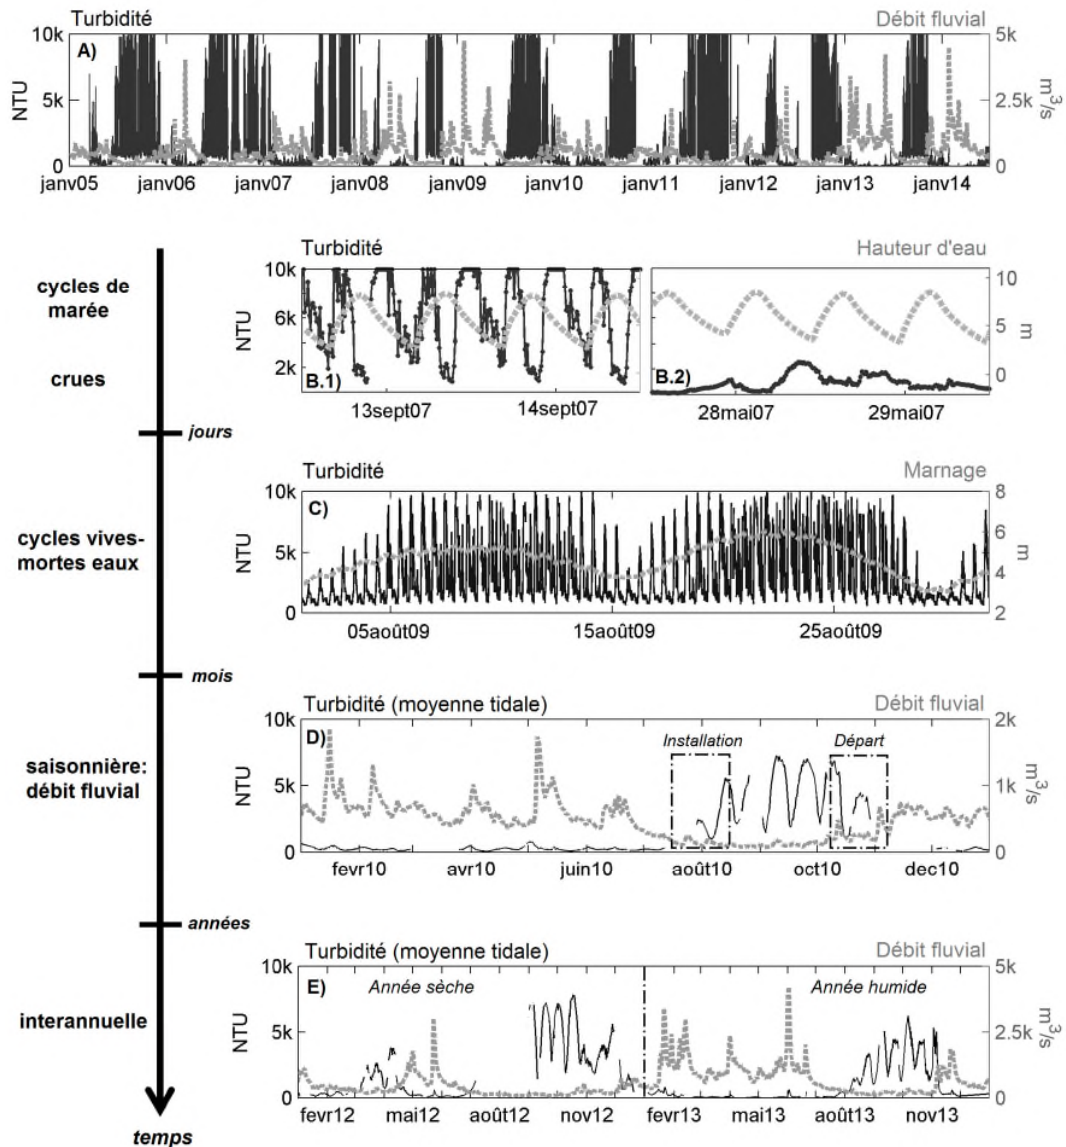 Turbidité Débit fluvial
10k 5k
A)
NTU 5k 2.5k m³/s
0 0
janv05 janv06 janv07 janv08 janv09 janv10 janv11 janv12 janv13 janv14
Turbidité Hauteur d'eau
cycles de
marée
crues
10k 10
NTU 6k 5 m
2k 0
B.1) B.2)
13sept07 14sept07 28mai07 29mai07
jours
Turbidité Marnage
cycles vives-
mortes eaux
10k 8
C)
NTU 5k 6 m
4
0 2
05août09 15août09 25août09
mois
Turbidité (moyenne tidale) Débit fluvial
saisonnière:
débit fluvial
10k 2k
D) Installation Départ
NTU 5k 1k m³/s
0 0
fevr10 avr10 juin10 août10 oct10 dec10
années
Turbidité (moyenne tidale) Débit fluvial
interannuelle
10k 5k
E) Année sèche Année humide
NTU 5k 2.5k m³/s
0 0
fevr12 mai12 août12 nov12 fevr13 mai13 août13 nov13
temps